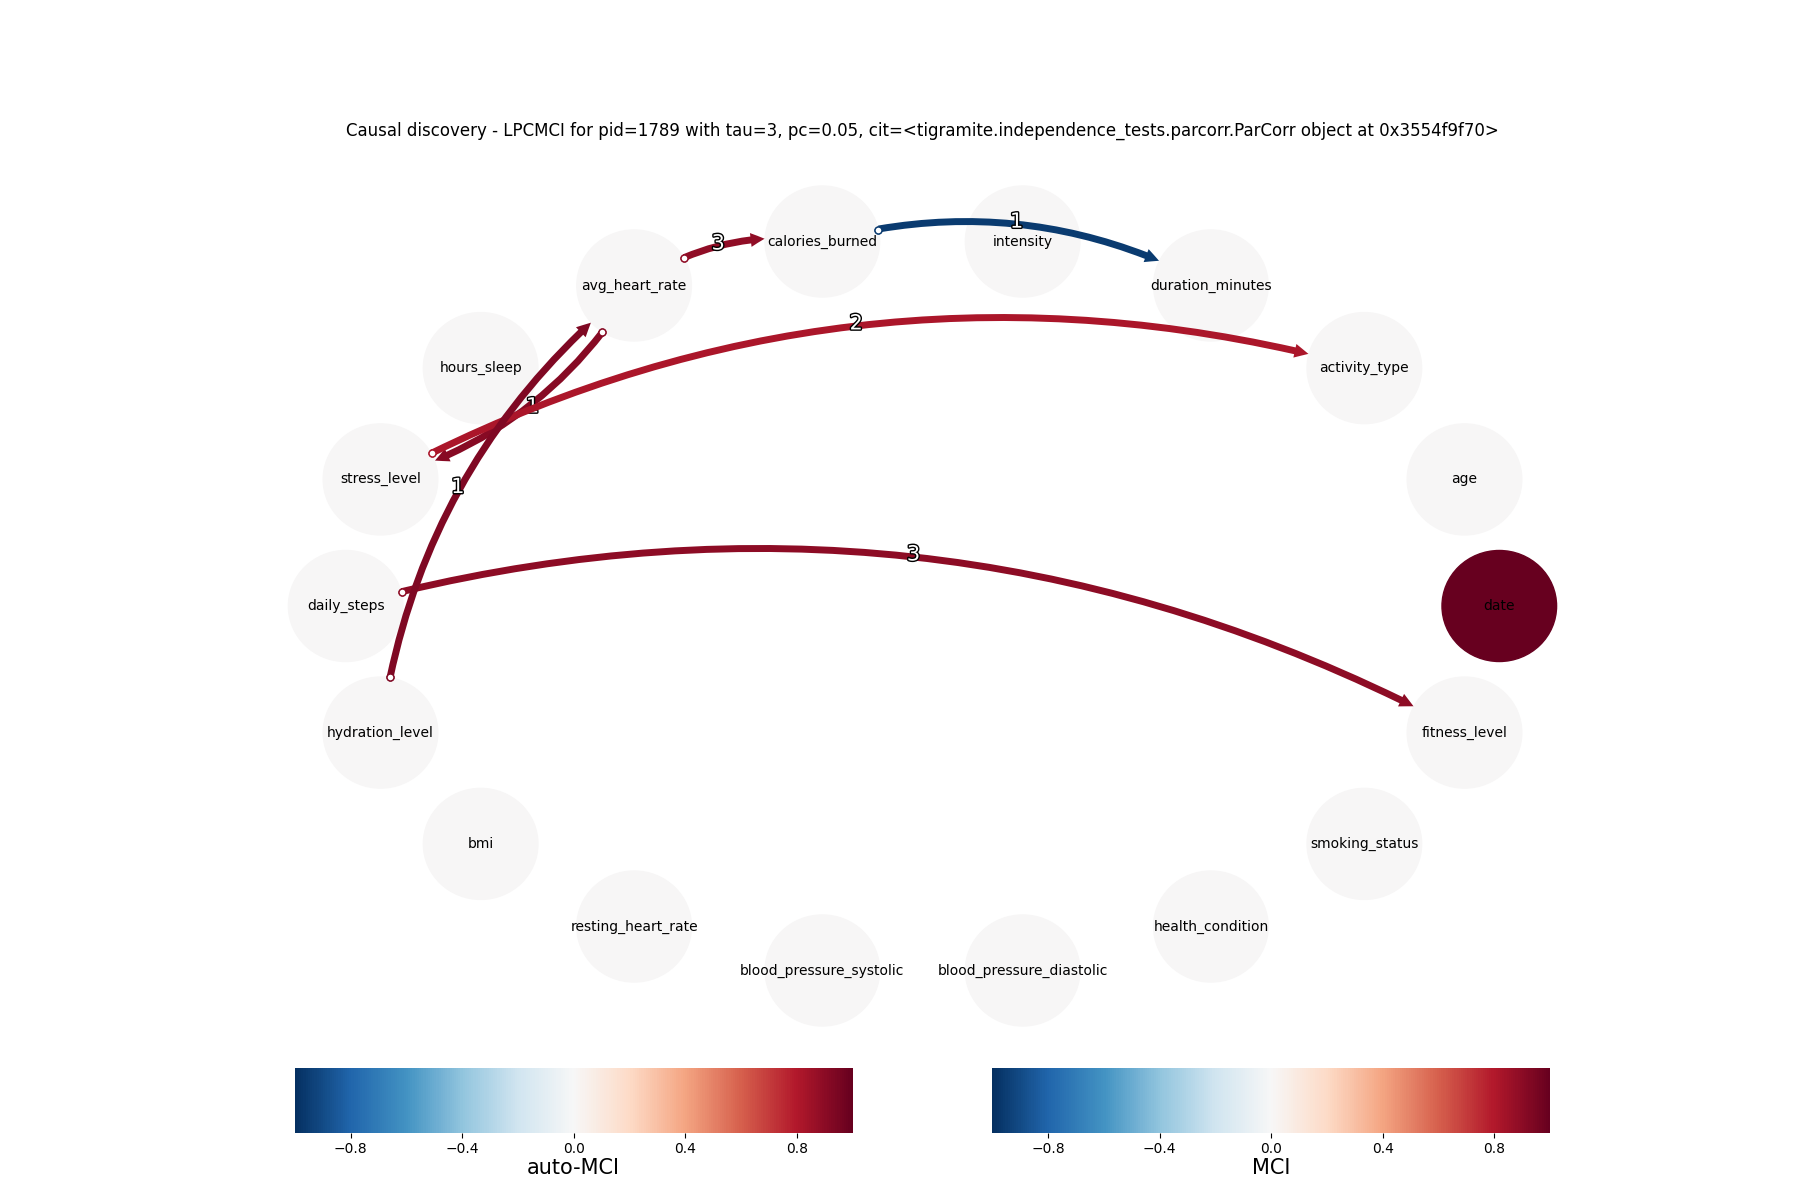 Causal discovery - LPCMCI for pid=1789 with tau=3, pc=0.05, cit=<tigramite.independence_tests.parcorr.ParCorr object at 0x3554f9f70>
1
3
calories_burned
intensity
avg_heart_rate
duration_minutes
2
hours_sleep
activity_type
1
stress_level
age
1
3
daily_steps
date
hydration_level
fitness_level
bmi
smoking_status
resting_heart_rate
health_condition
blood_pressure_systolic
blood_pressure_diastolic
−0.8 −0.4 0.0 0.4 0.8
auto-MCI
−0.8 −0.4 0.0 0.4 0.8
MCI